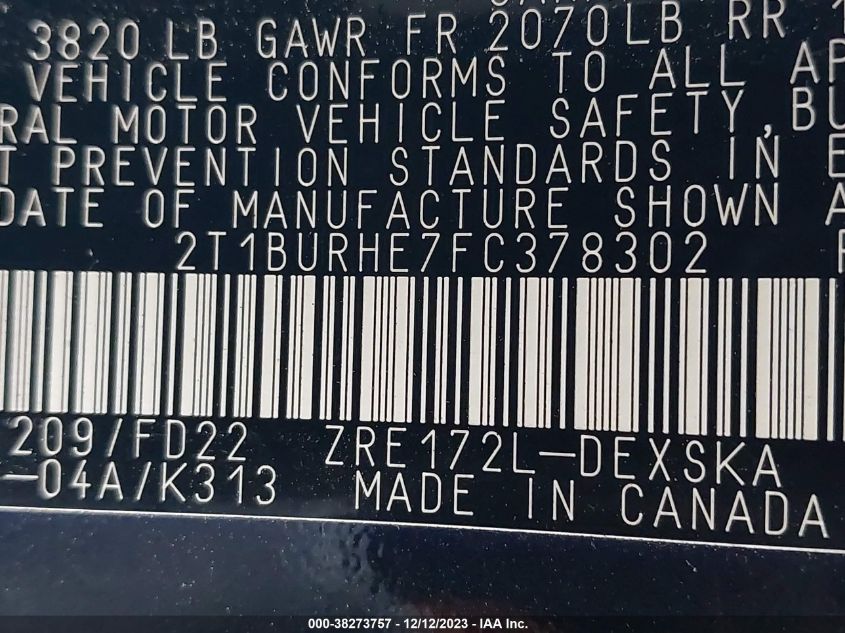 3820 LB GAWR FR 2070LB RR
VEHICLE CONFORMS TO ALL AP
RAL MOTOR VEHICLE SAFETY, BU
T PREVENTION STANDARDS IN E
DATE OF MANUFACTURE SHOWN A
2T1BURHE7FC378302
209/FD22 ZRE172L-DEXSKA
-04A/K313 MADE IN CANADA
000-38273757 - 12/12/2023 - IAA Inc.